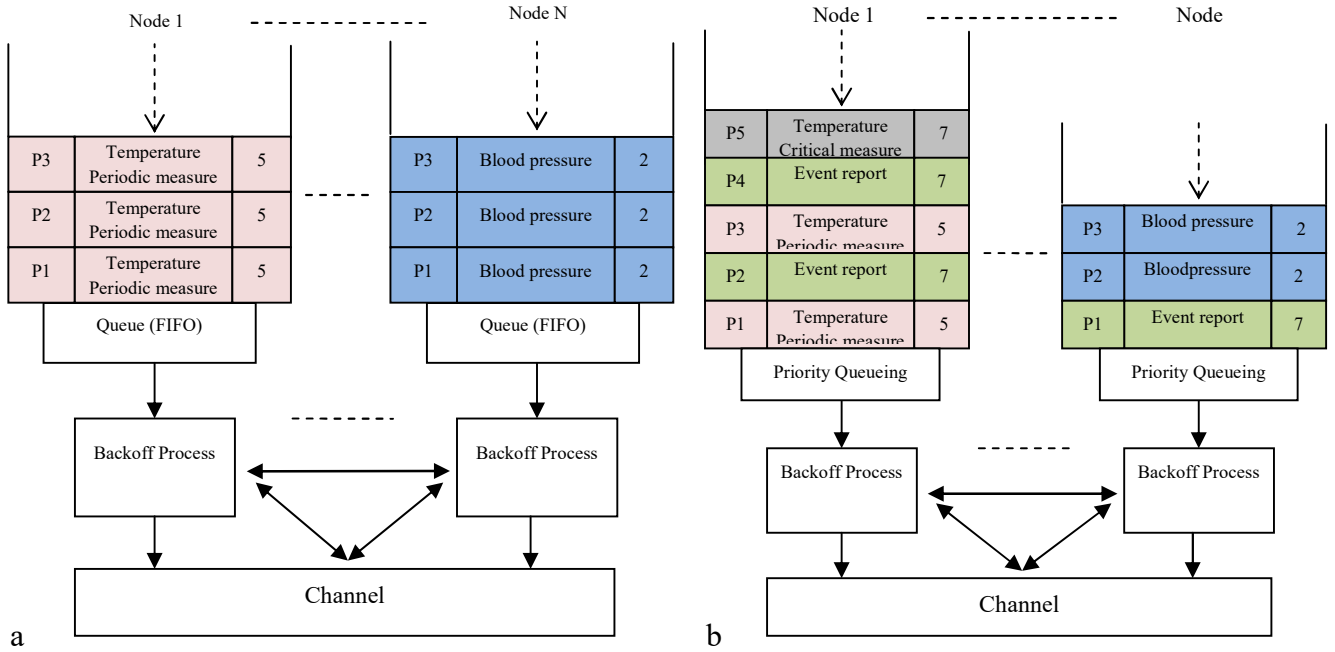 Node 1
Node N
P3 Temperature Periodic measure 5
P2 Temperature Periodic measure 5
P1 Temperature Periodic measure 5
Queue (FIFO)
P3 Blood pressure 2
P2 Blood pressure 2
P1 Blood pressure 2
Queue (FIFO)
Backoff Process
Backoff Process
Channel
a
Node 1
Node
P5 Temperature Critical measure 7
P4 Event report 7
P3 Temperature Periodic measure 5
P2 Event report 7
P1 Temperature Periodic measure 5
Priority Queueing
P3 Blood pressure 2
P2 Bloodpressure 2
P1 Event report 7
Priority Queueing
Backoff Process
Backoff Process
Channel
b